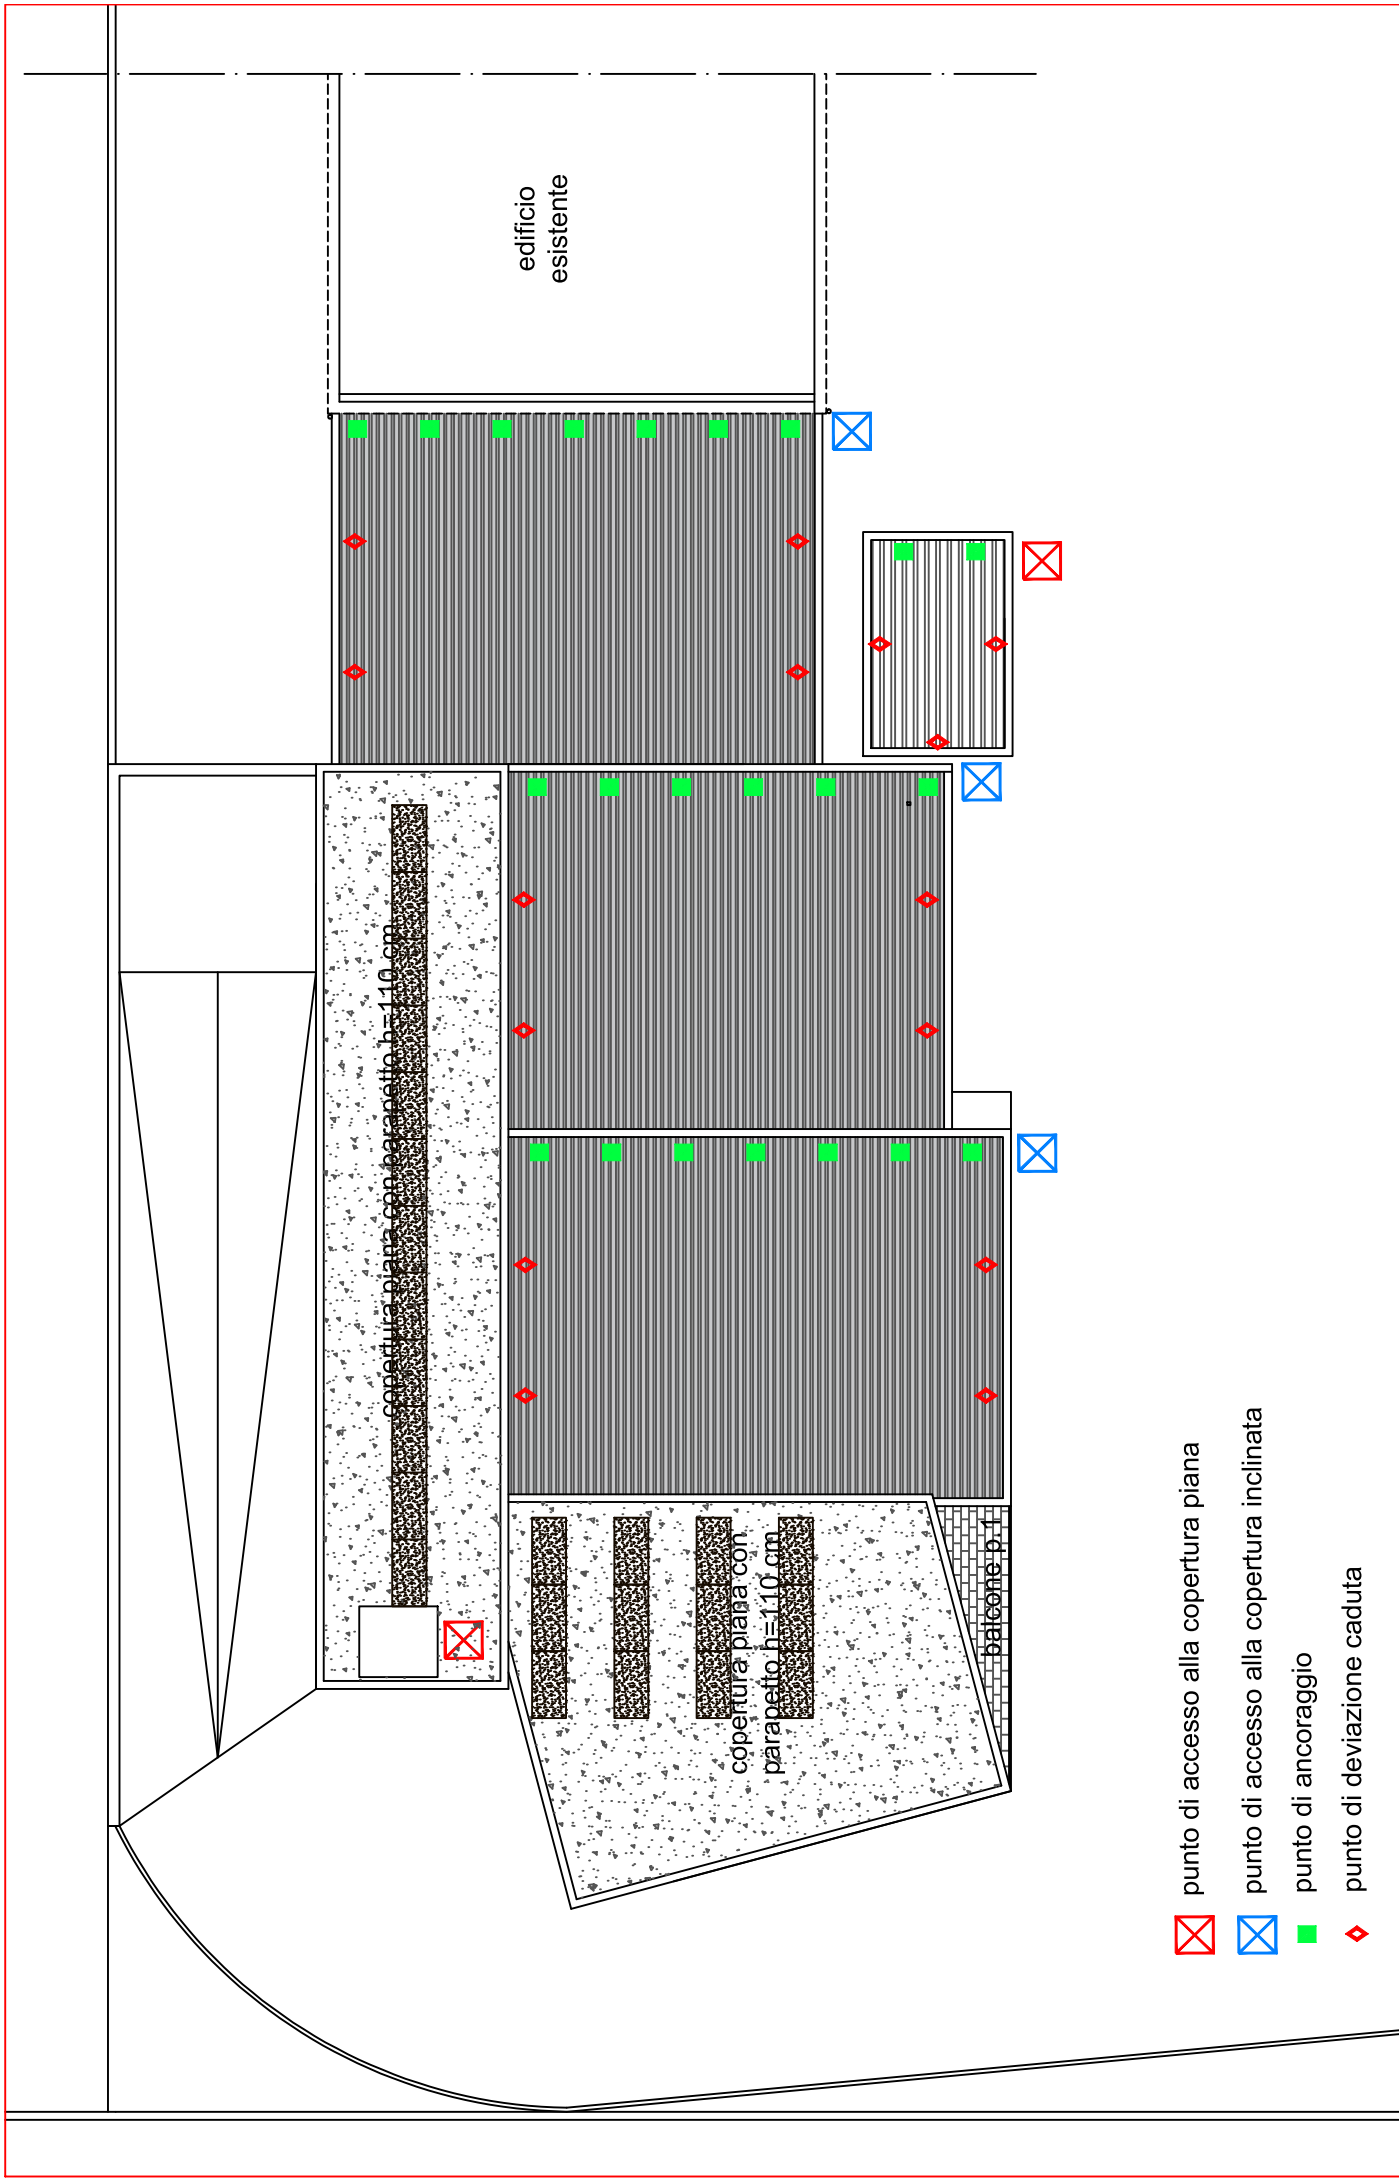 edificio
esistente
copertura piana con parapetto h=110 cm
copertura piana con
parapetto h=110 cm
balcone p.1
punto di accesso alla copertura piana
punto di accesso alla copertura inclinata
punto di ancoraggio
punto di deviazione caduta